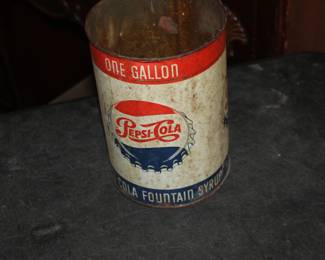 ONE GALLON
PEPSI-COLA
COLA FOUNTAIN SYRUP